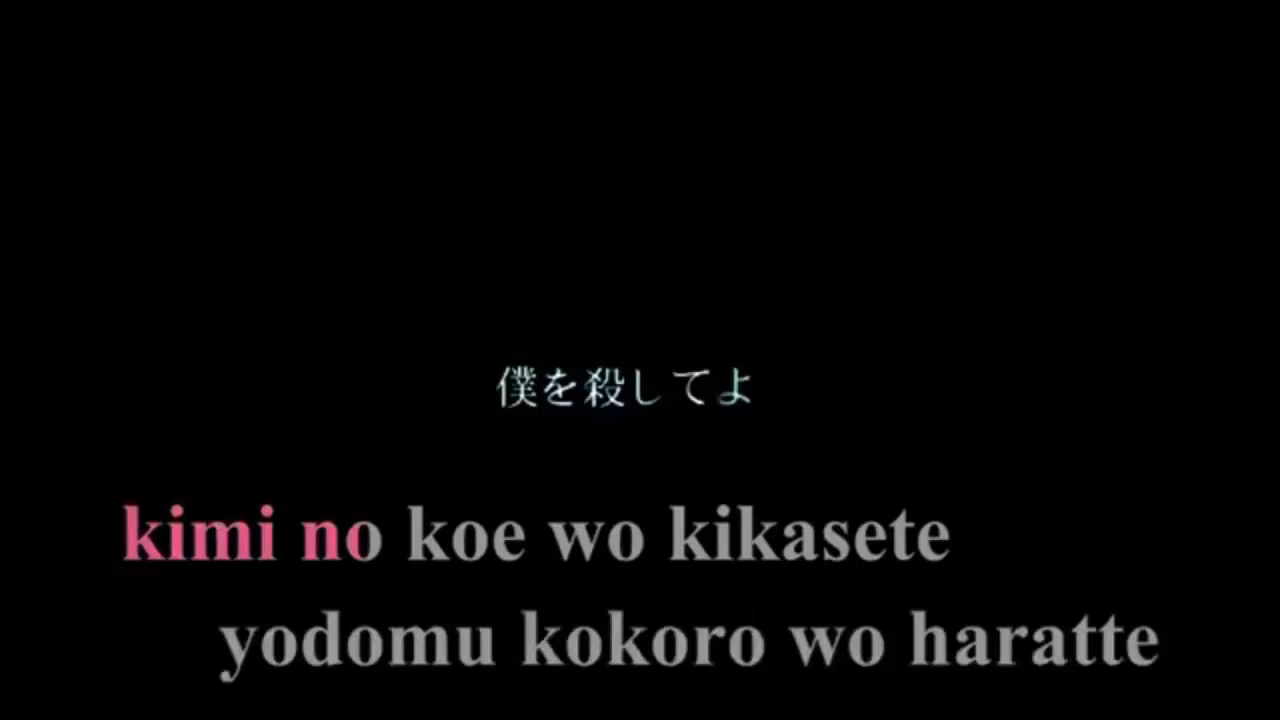 僕を殺してよ
kimi no koe wo kikasete
yodomu kokoro wo haratte